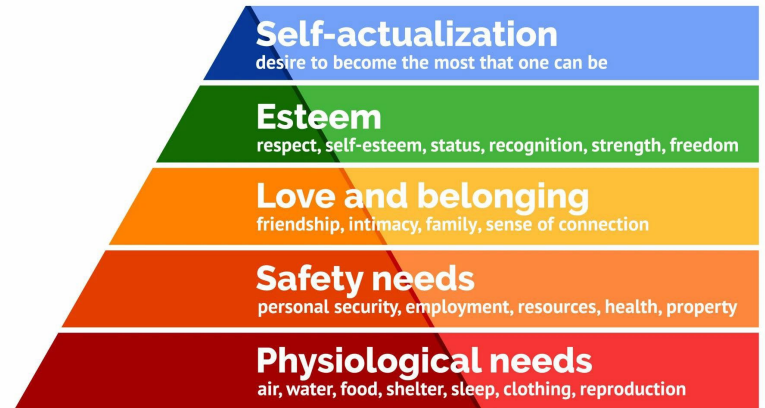 Self-actualization
desire to become the most that one can be
Esteem
respect, self-esteem, status, recognition, strength, freedom
Love and belonging
friendship, intimacy, family, sense of connection
Safety needs
personal security, employment, resources, health, property
Physiological needs
air, water, food, shelter, sleep, clothing, reproduction